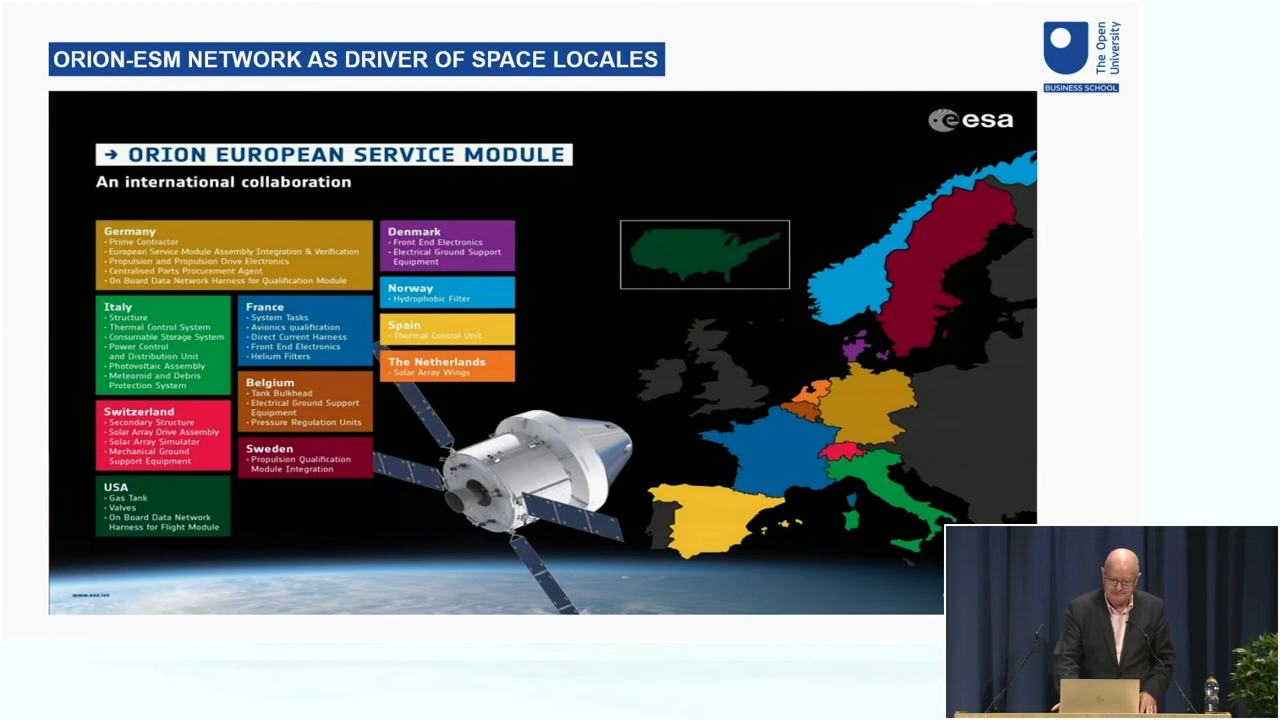 ORION-ESM NETWORK AS DRIVER OF SPACE LOCALES
The Open
University
BUSINESS SCHOOL
esa
→ ORION EUROPEAN SERVICE MODULE
An international collaboration
Germany
- Prime Contractor
- European Service Module Assembly Integration & Verification
- Propulsion and Propulsion Drive Electronics
- Centralised Parts Procurement Agent
- On Board Data Network Harness for Qualification Module
Italy
- Structure
- Thermal Control System
- Consumable Storage System
- Power Control
and Distribution Unit
- Photovoltaic Assembly
- Meteoroid and Debris
Protection System
Switzerland
- Secondary Structure
- Solar Array Drive Assembly
- Solar Array Simulator
- Mechanical Ground
Support Equipment
USA
- Gas Tank
- Valves
- On Board Data Network
Harness for Flight Module
France
- System Tasks
- Avionics qualification
- Direct Current Harness
- Front End Electronics
- Helium Filters
Belgium
- Tank Bulkhead
- Electrical Ground Support
Equipment
- Pressure Regulation Units
Sweden
- Propulsion Qualification
Module Integration
Denmark
- Front End Electronics
- Electrical Ground Support
Equipment
Norway
- Hydrophobic Filter
Spain
- Thermal Control Unit
The Netherlands
- Solar Array Wings
www.esa.int